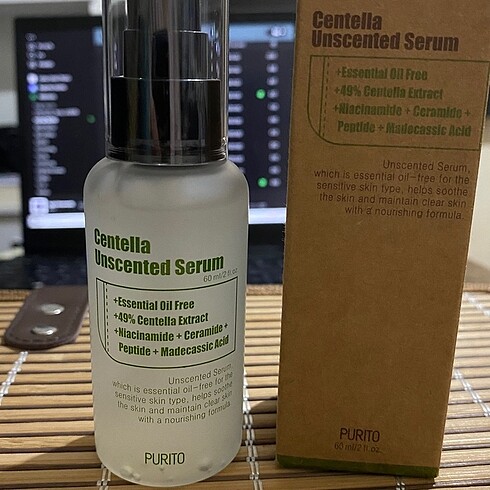 Centella
Unscented Serum
60 ml/2 fl.oz.
+Essential Oil Free
+49% Centella Extract
+Niacinamide + Ceramide +
Peptide + Madecassic Acid
Unscented Serum,
which is essential oil-free for the
sensitive skin type, helps soothe
the skin and maintain clear skin
with a nourishing formula.
PURITO
Centella
Unscented Serum
+Essential Oil Free
+49% Centella Extract
+Niacinamide + Ceramide +
Peptide + Madecassic Acid
Unscented Serum,
which is essential oil-free for the
sensitive skin type, helps soothe
the skin and maintain clear skin
with a nourishing formula.
PURITO
60 ml/2 fl.oz.